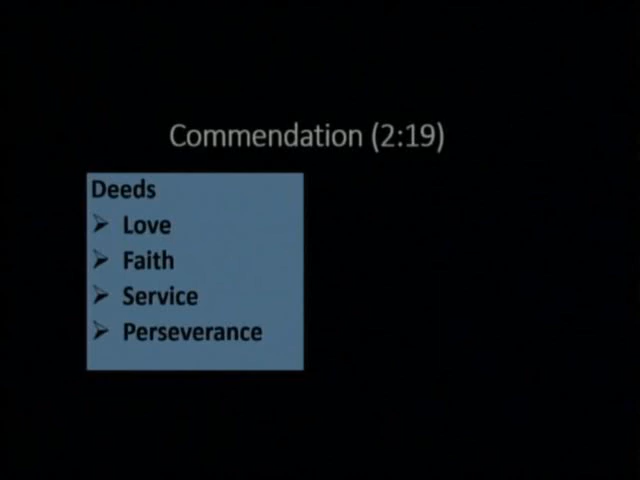 Commendation (2:19)
Deeds
➢ Love
➢ Faith
➢ Service
➢ Perseverance